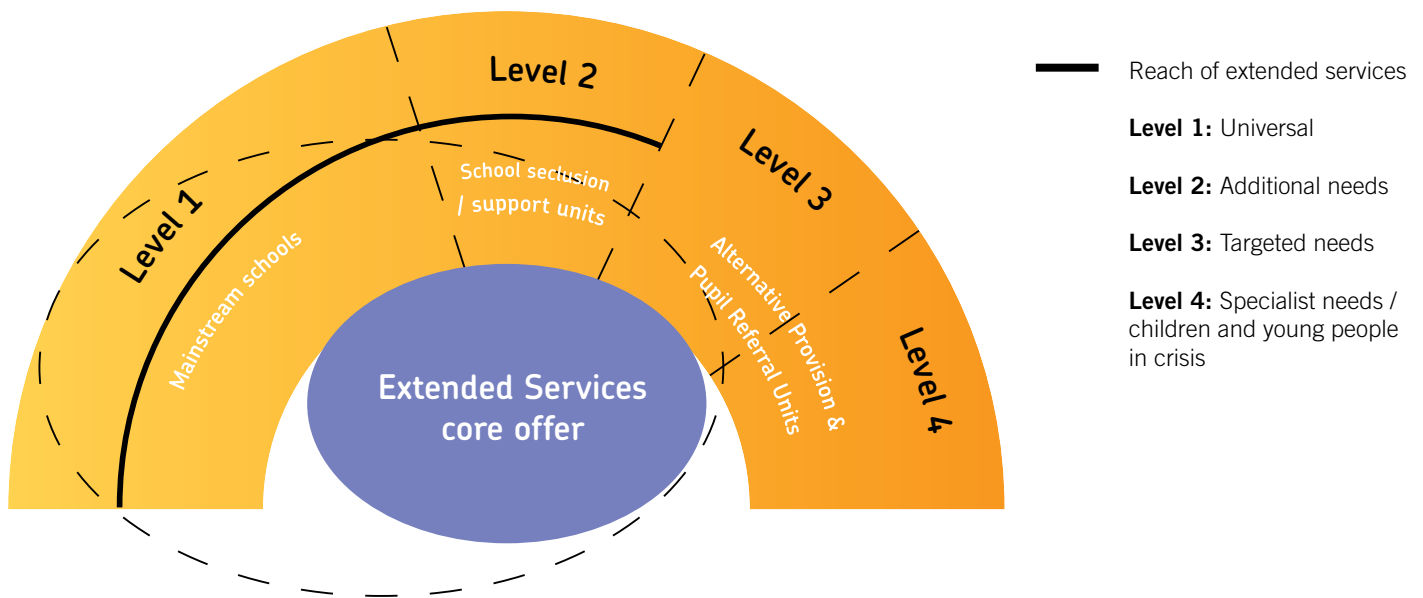 Level 1
Level 2
Level 3
Level 4
Mainstream schools
School seclusion
/ support units
Alternative Provision &
Pupil Referral Units
Extended Services
core offer
Reach of extended services
Level 1: Universal
Level 2: Additional needs
Level 3: Targeted needs
Level 4: Specialist needs /
children and young people
in crisis